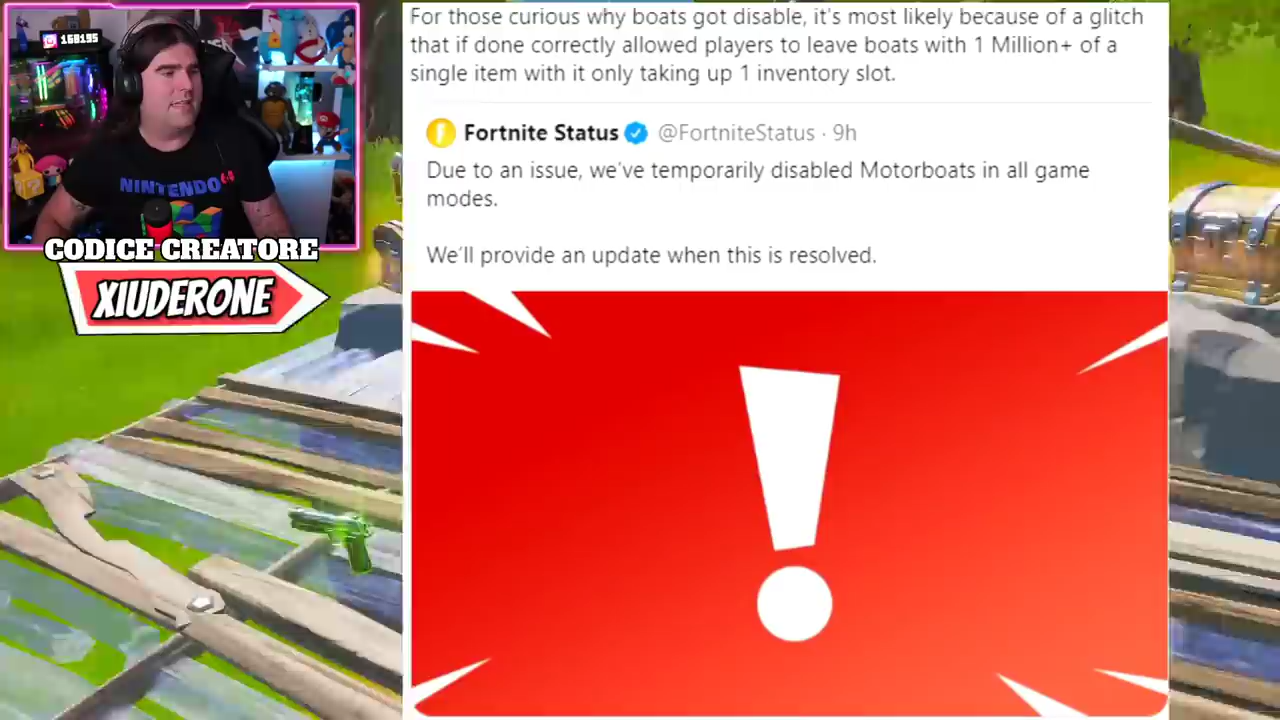 168195
NINTENDO
CODICE CREATORE
XIUDERONE
For those curious why boats got disable, it's most likely because of a glitch
that if done correctly allowed players to leave boats with 1 Million+ of a
single item with it only taking up 1 inventory slot.
Fortnite Status @FortniteStatus · 9h
Due to an issue, we've temporarily disabled Motorboats in all game
modes.
We'll provide an update when this is resolved.